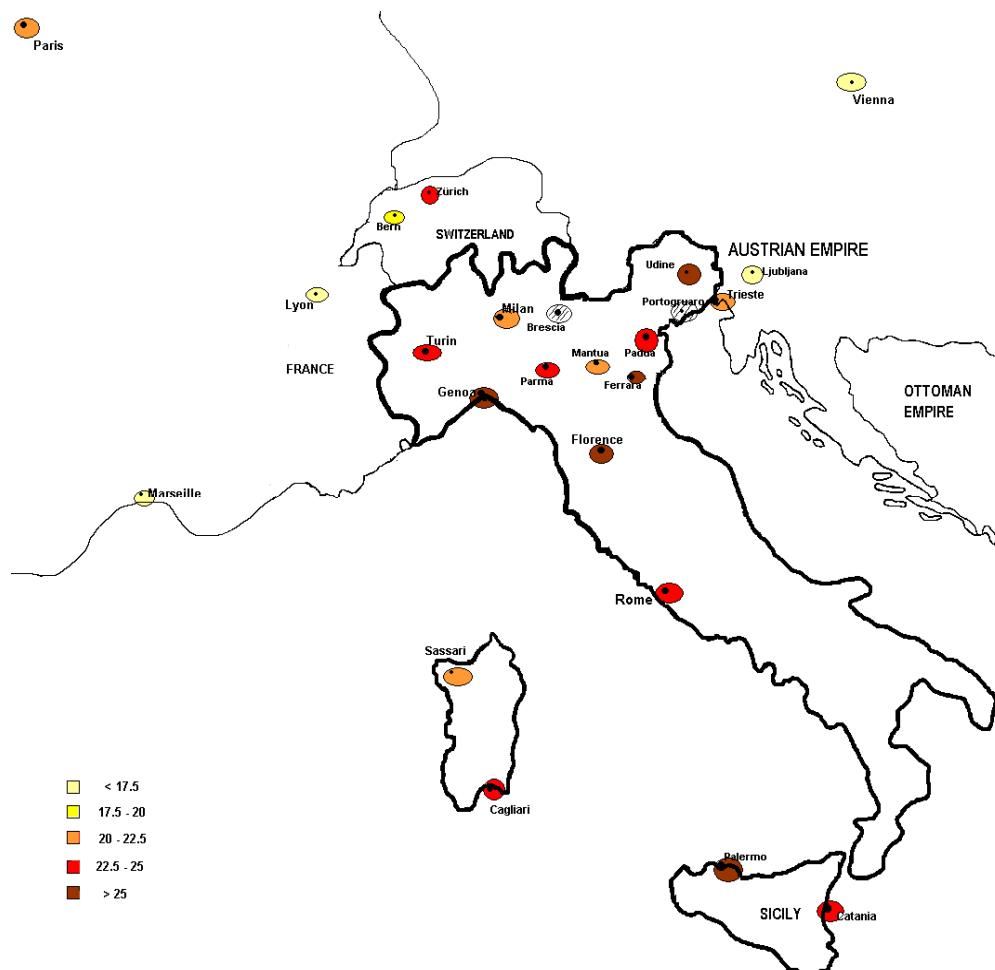 Paris
Vienna
Zürich
Bern
SWITZERLAND
AUSTRIAN EMPIRE
Udine
Ljubljana
Lyon
Milan
Brescia
Portogruaro
Trieste
Turin
Parma
Mantua
Padua
Ferrara
FRANCE
Genoa
OTTOMAN
EMPIRE
Florence
Marseille
Rome
Sassari
Cagliari
< 17.5
17.5 - 20
20 - 22.5
22.5 - 25
> 25
Palermo
SICILY
Catania